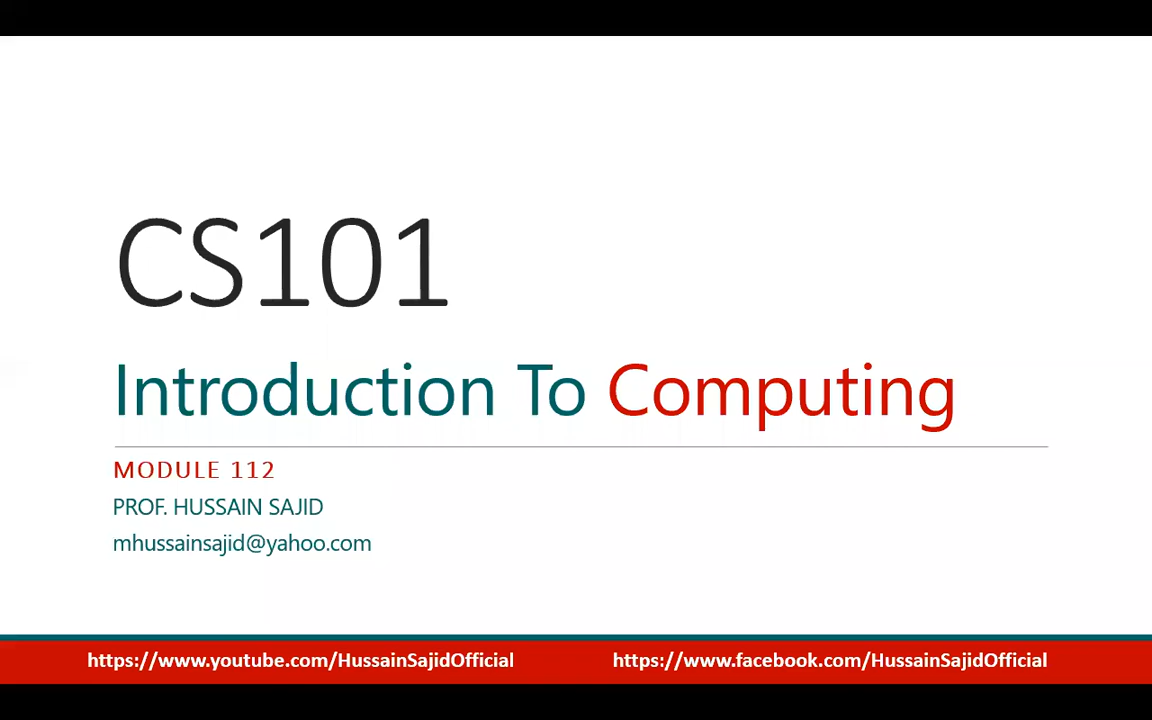 CS101
Introduction To Computing
MODULE 112
PROF. HUSSAIN SAJID
mhussainsajid@yahoo.com
https://www.youtube.com/HussainSajidOfficial
https://www.facebook.com/HussainSajidOfficial